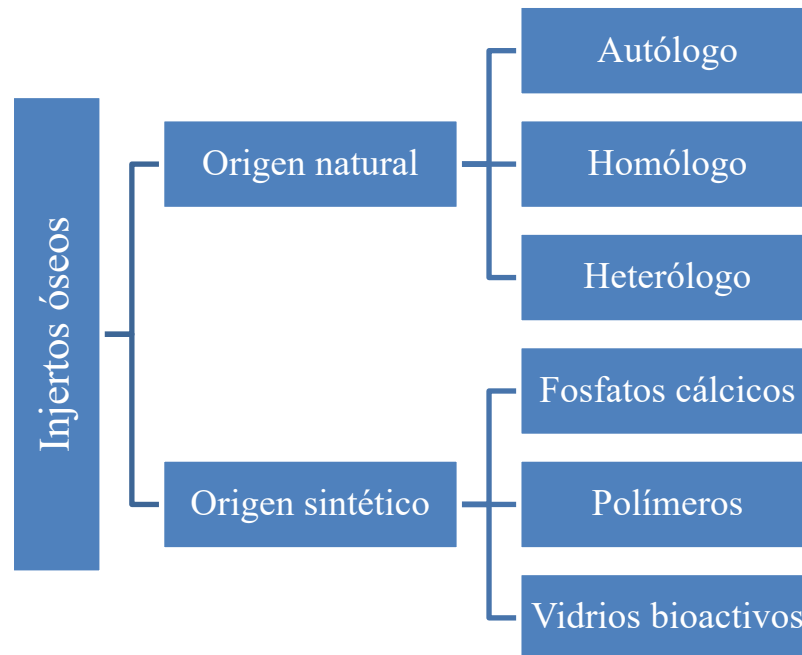 Injertos óseos
Origen natural
Autólogo
Homólogo
Heterólogo
Origen sintético
Fosfatos cálcicos
Polímeros
Vidrios bioactivos